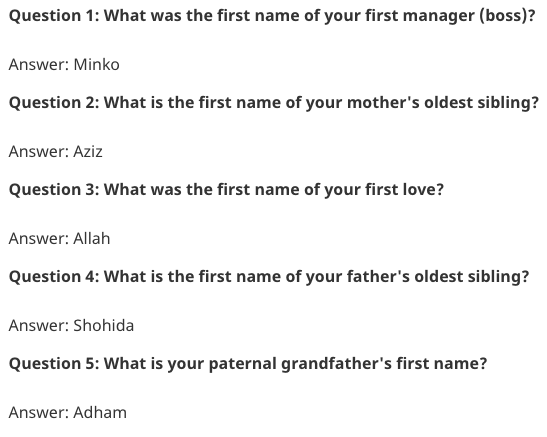 Question 1: What was the first name of your first manager (boss)?
Answer: Minko
Question 2: What is the first name of your mother's oldest sibling?
Answer: Aziz
Question 3: What was the first name of your first love?
Answer: Allah
Question 4: What is the first name of your father's oldest sibling?
Answer: Shohida
Question 5: What is your paternal grandfather's first name?
Answer: Adham